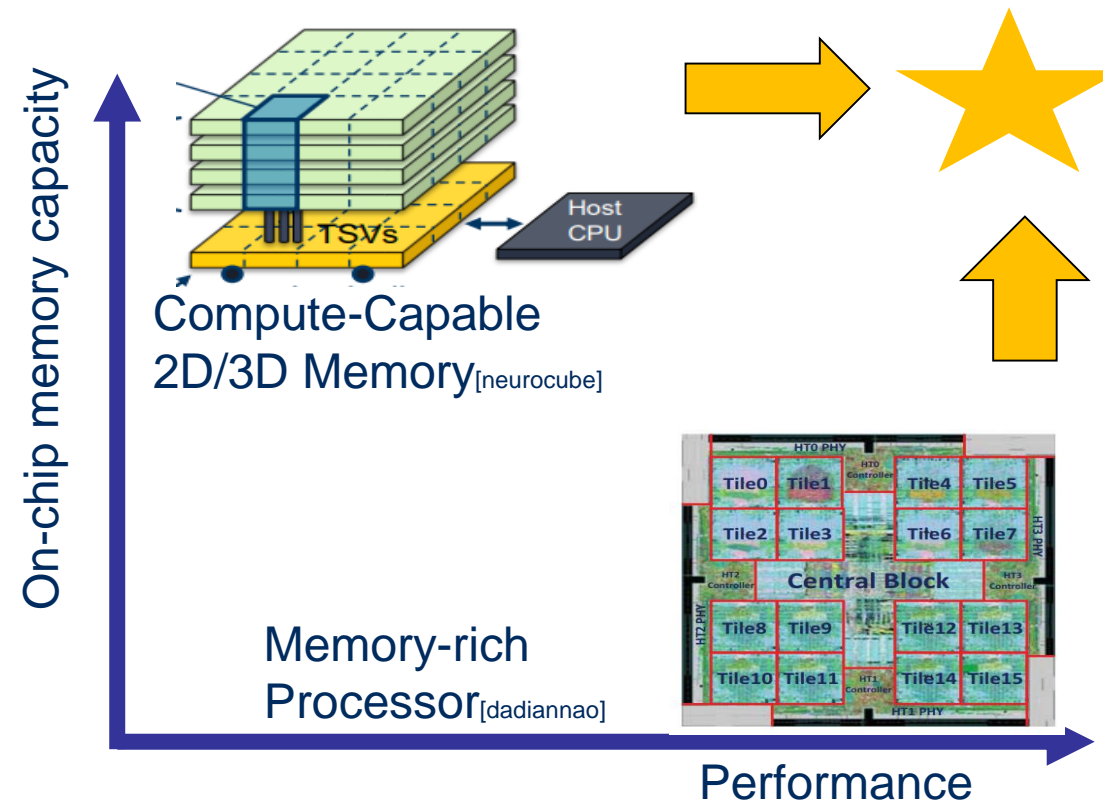 On-chip memory capacity
TSVs
Host
CPU
Compute-Capable
2D/3D Memory[neurocube]
Memory-rich
Processor[dadiannao]
HT0 PHY
HT0
Controller
Tile0 Tile1 Tile4 Tile5
Tile2 Tile3 Tile6 Tile7
HT3 PHY
HT2
Controller
Central Block
HT3
Controller
HT2 PHY
Tile8 Tile9 Tile12 Tile13
Tile10 Tile11 Tile14 Tile15
HT1
Controller
HT1 PHY
Performance